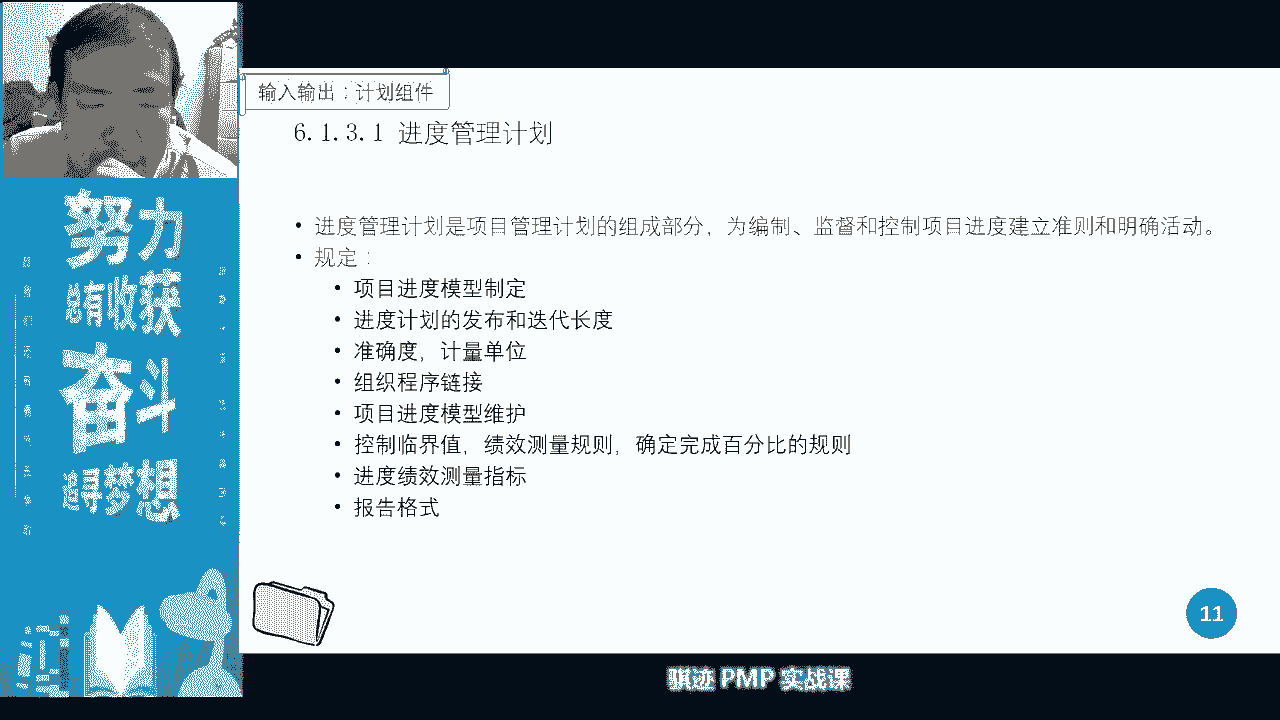 输入输出：计划组件
6.1.3.1 进度管理计划
• 进度管理计划是项目管理计划的组成部分，为编制、监督和控制项目进度建立准则和明确活动。
• 规定：
• 项目进度模型制定
• 进度计划的发布和迭代长度
• 准确度，计量单位
• 组织程序链接
• 项目进度模型维护
• 控制临界值，绩效测量规则，确定完成百分比的规则
• 进度绩效测量指标
• 报告格式
努力
总有收获
奋斗
追寻梦想
11
骐迹 PMP 实战课